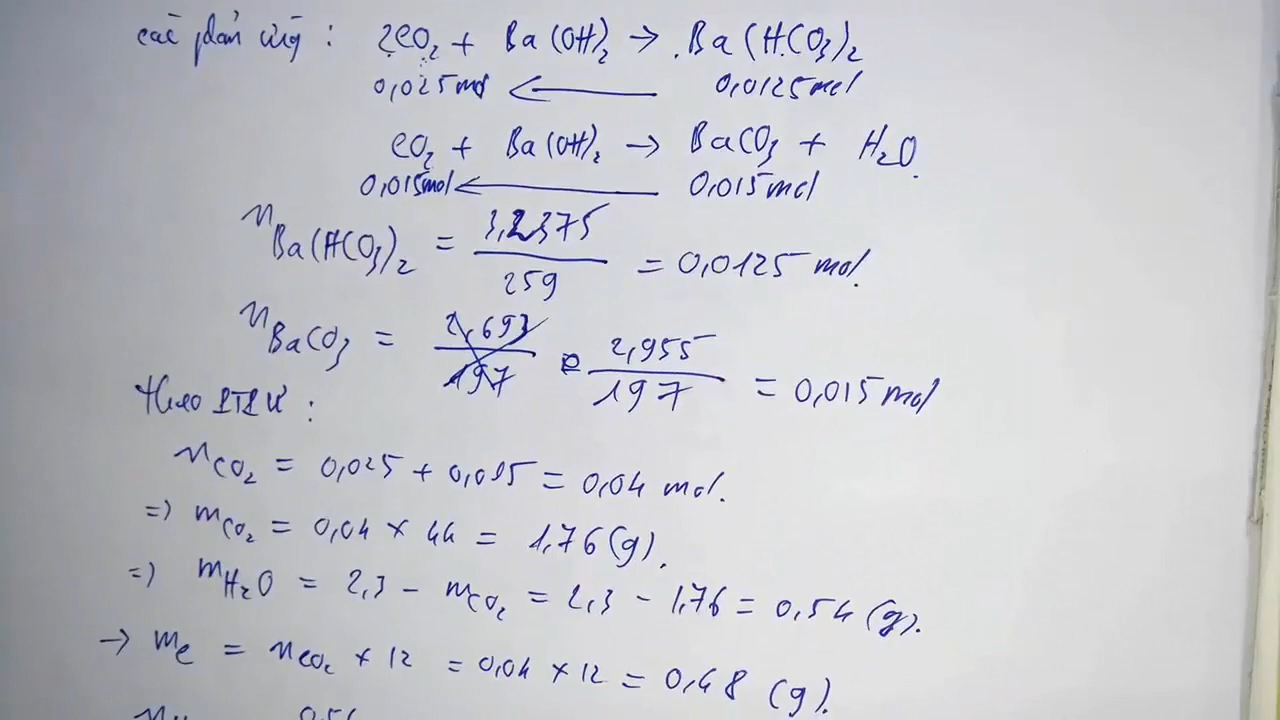 các phản ứng : 2CO₂ + Ba(OH)₂ → Ba(HCO₃)₂
0,025 mol ← 0,0125 mol
CO₂ + Ba(OH)₂ → BaCO₃ + H₂O
0,015 mol ← 0,015 mol
n Ba(HCO₃)₂ = 3,2375 / 259 = 0,0125 mol.
n BaCO₃ = 2,955 / 197 = 0,015 mol
Theo PTPƯ :
nCO₂ = 0,025 + 0,015 = 0,04 mol.
=> mCO₂ = 0,04 × 44 = 1,76 (g).
=> mH₂O = 2,3 - mCO₂ = 2,3 - 1,76 = 0,54 (g).
→ mC = nCO₂ × 12 = 0,04 × 12 = 0,48 (g).